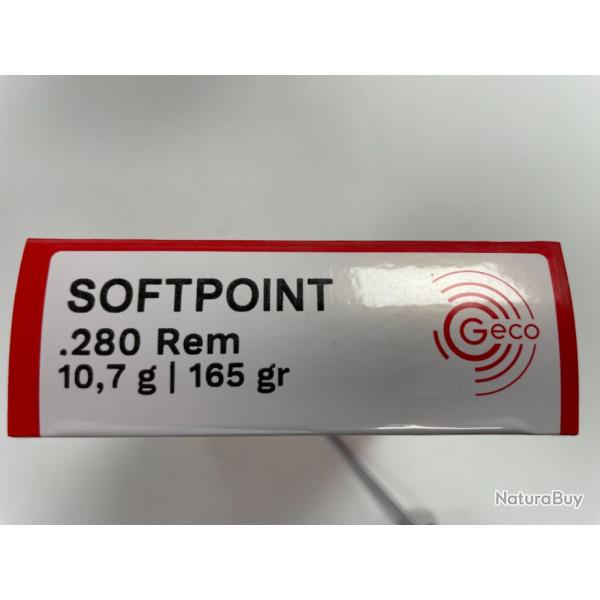 SOFTPOINT
.280 Rem
10,7 g | 165 gr
Geco
NaturaBuy